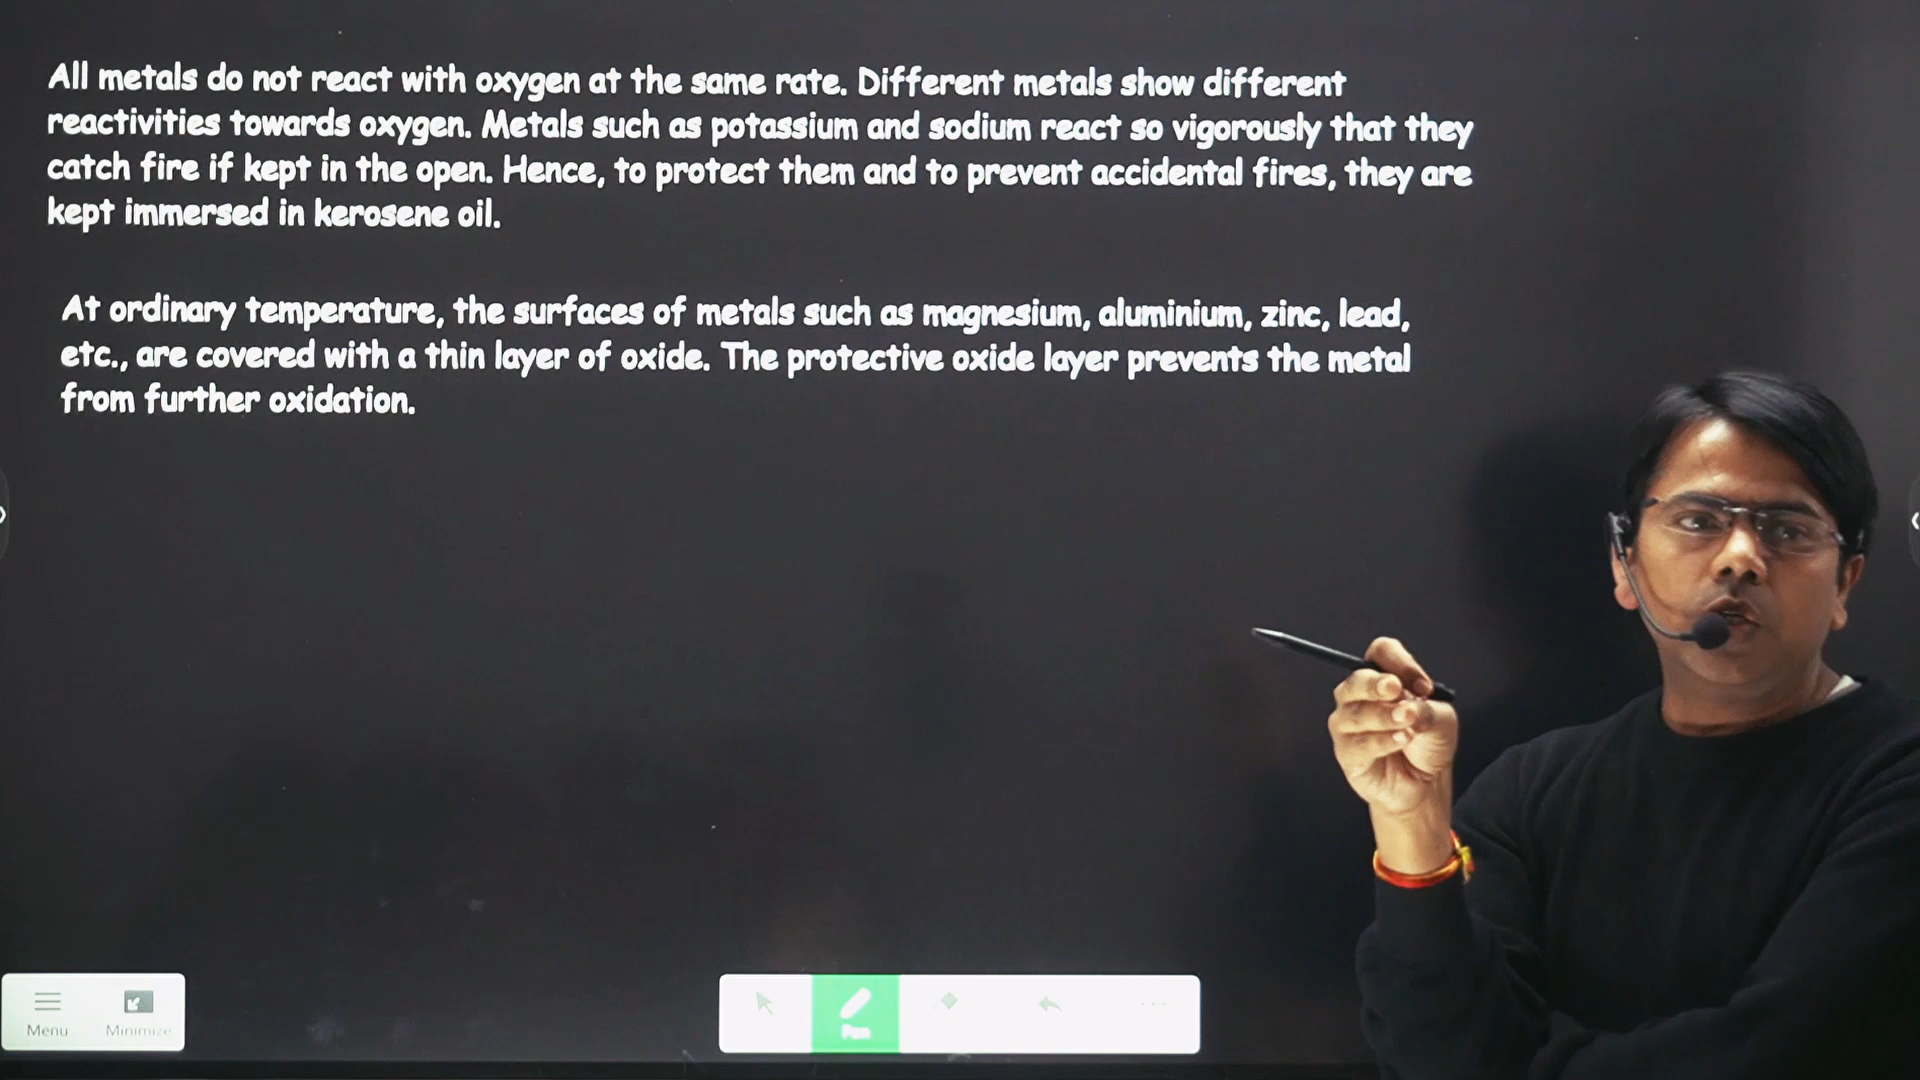 All metals do not react with oxygen at the same rate. Different metals show different
reactivities towards oxygen. Metals such as potassium and sodium react so vigorously that they
catch fire if kept in the open. Hence, to protect them and to prevent accidental fires, they are
kept immersed in kerosene oil.
At ordinary temperature, the surfaces of metals such as magnesium, aluminium, zinc, lead,
etc., are covered with a thin layer of oxide. The protective oxide layer prevents the metal
from further oxidation.
Menu Minimize
Pen